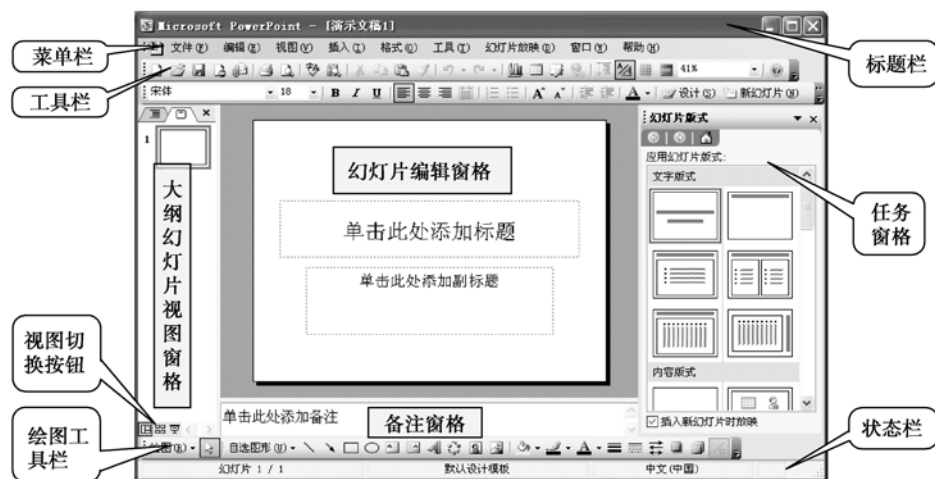 Microsoft PowerPoint - [演示文稿1]
文件(F) 编辑(E) 视图(V) 插入(I) 格式(O) 工具(T) 幻灯片放映(D) 窗口(W) 帮助(H)
菜单栏
标题栏
41%
工具栏
宋体 18 B I U A A A 设计(S) 新幻灯片(N)
幻灯片版式
1
应用幻灯片版式:
文字版式
大纲幻灯片视图窗格
幻灯片编辑窗格
单击此处添加标题
单击此处添加副标题
任务
窗格
视图切
换按钮
内容版式
单击此处添加备注
备注窗格
插入新幻灯片时放映
绘图工
具栏
绘图(R) 自选图形(U) A
状态栏
幻灯片 1 / 1 默认设计模板 中文(中国)